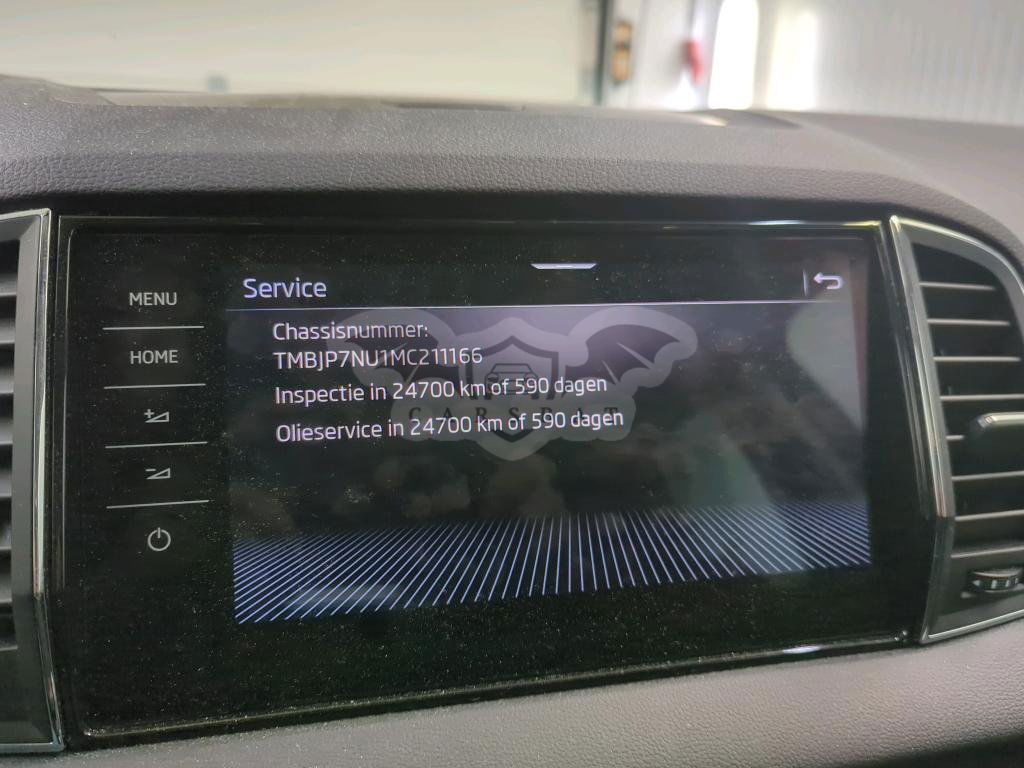 Service
MENU
HOME
Chassisnummer:
TMBJP7NU1MC211166
Inspectie in 24700 km of 590 dagen
Olieservice in 24700 km of 590 dagen
CARSDAT